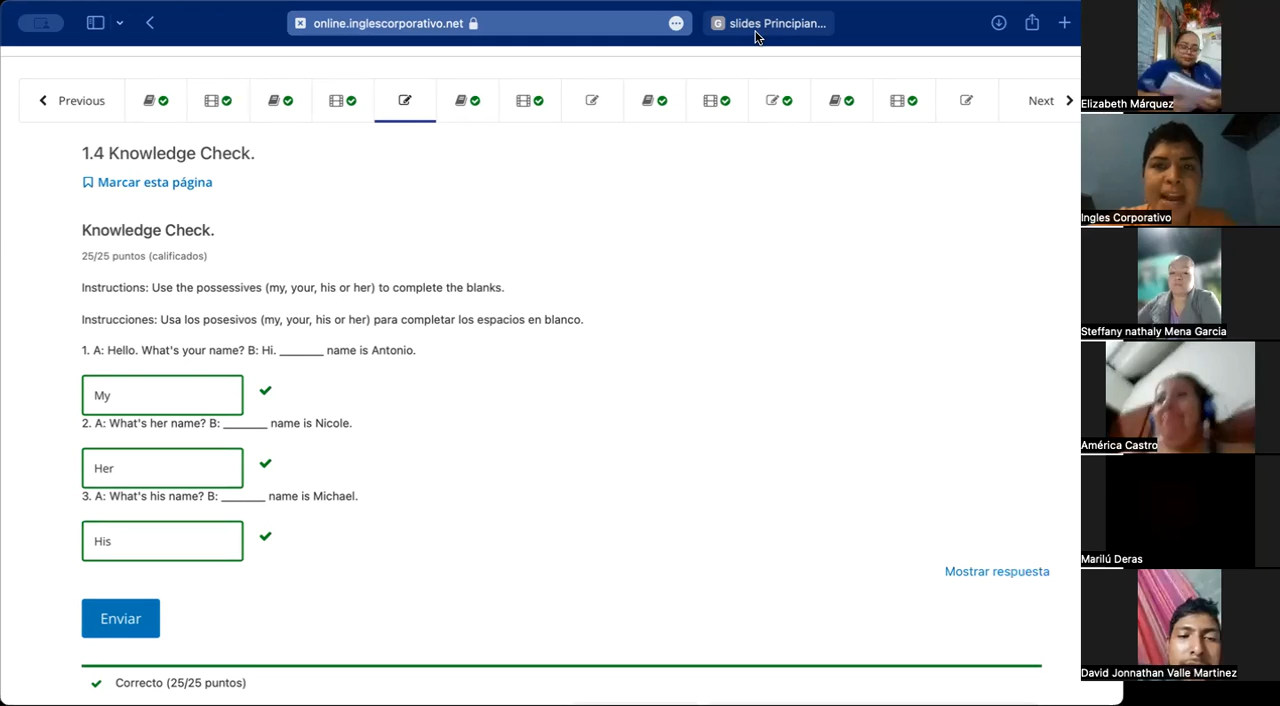 online.inglescorporativo.net
G slides Principian...
Previous
Next
1.4 Knowledge Check.
Marcar esta página
Knowledge Check.
25/25 puntos (calificados)
Instructions: Use the possessives (my, your, his or her) to complete the blanks.
Instrucciones: Usa los posesivos (my, your, his or her) para completar los espacios en blanco.
1. A: Hello. What's your name? B: Hi. _______ name is Antonio.
My
2. A: What's her name? B: _______ name is Nicole.
Her
3. A: What's his name? B: _______ name is Michael.
His
Mostrar respuesta
Enviar
Correcto (25/25 puntos)
Elizabeth Márquez
Ingles Corporativo
Steffany nathaly Mena Garcia
América Castro
Marilú Deras
David Jonnathan Valle Martinez